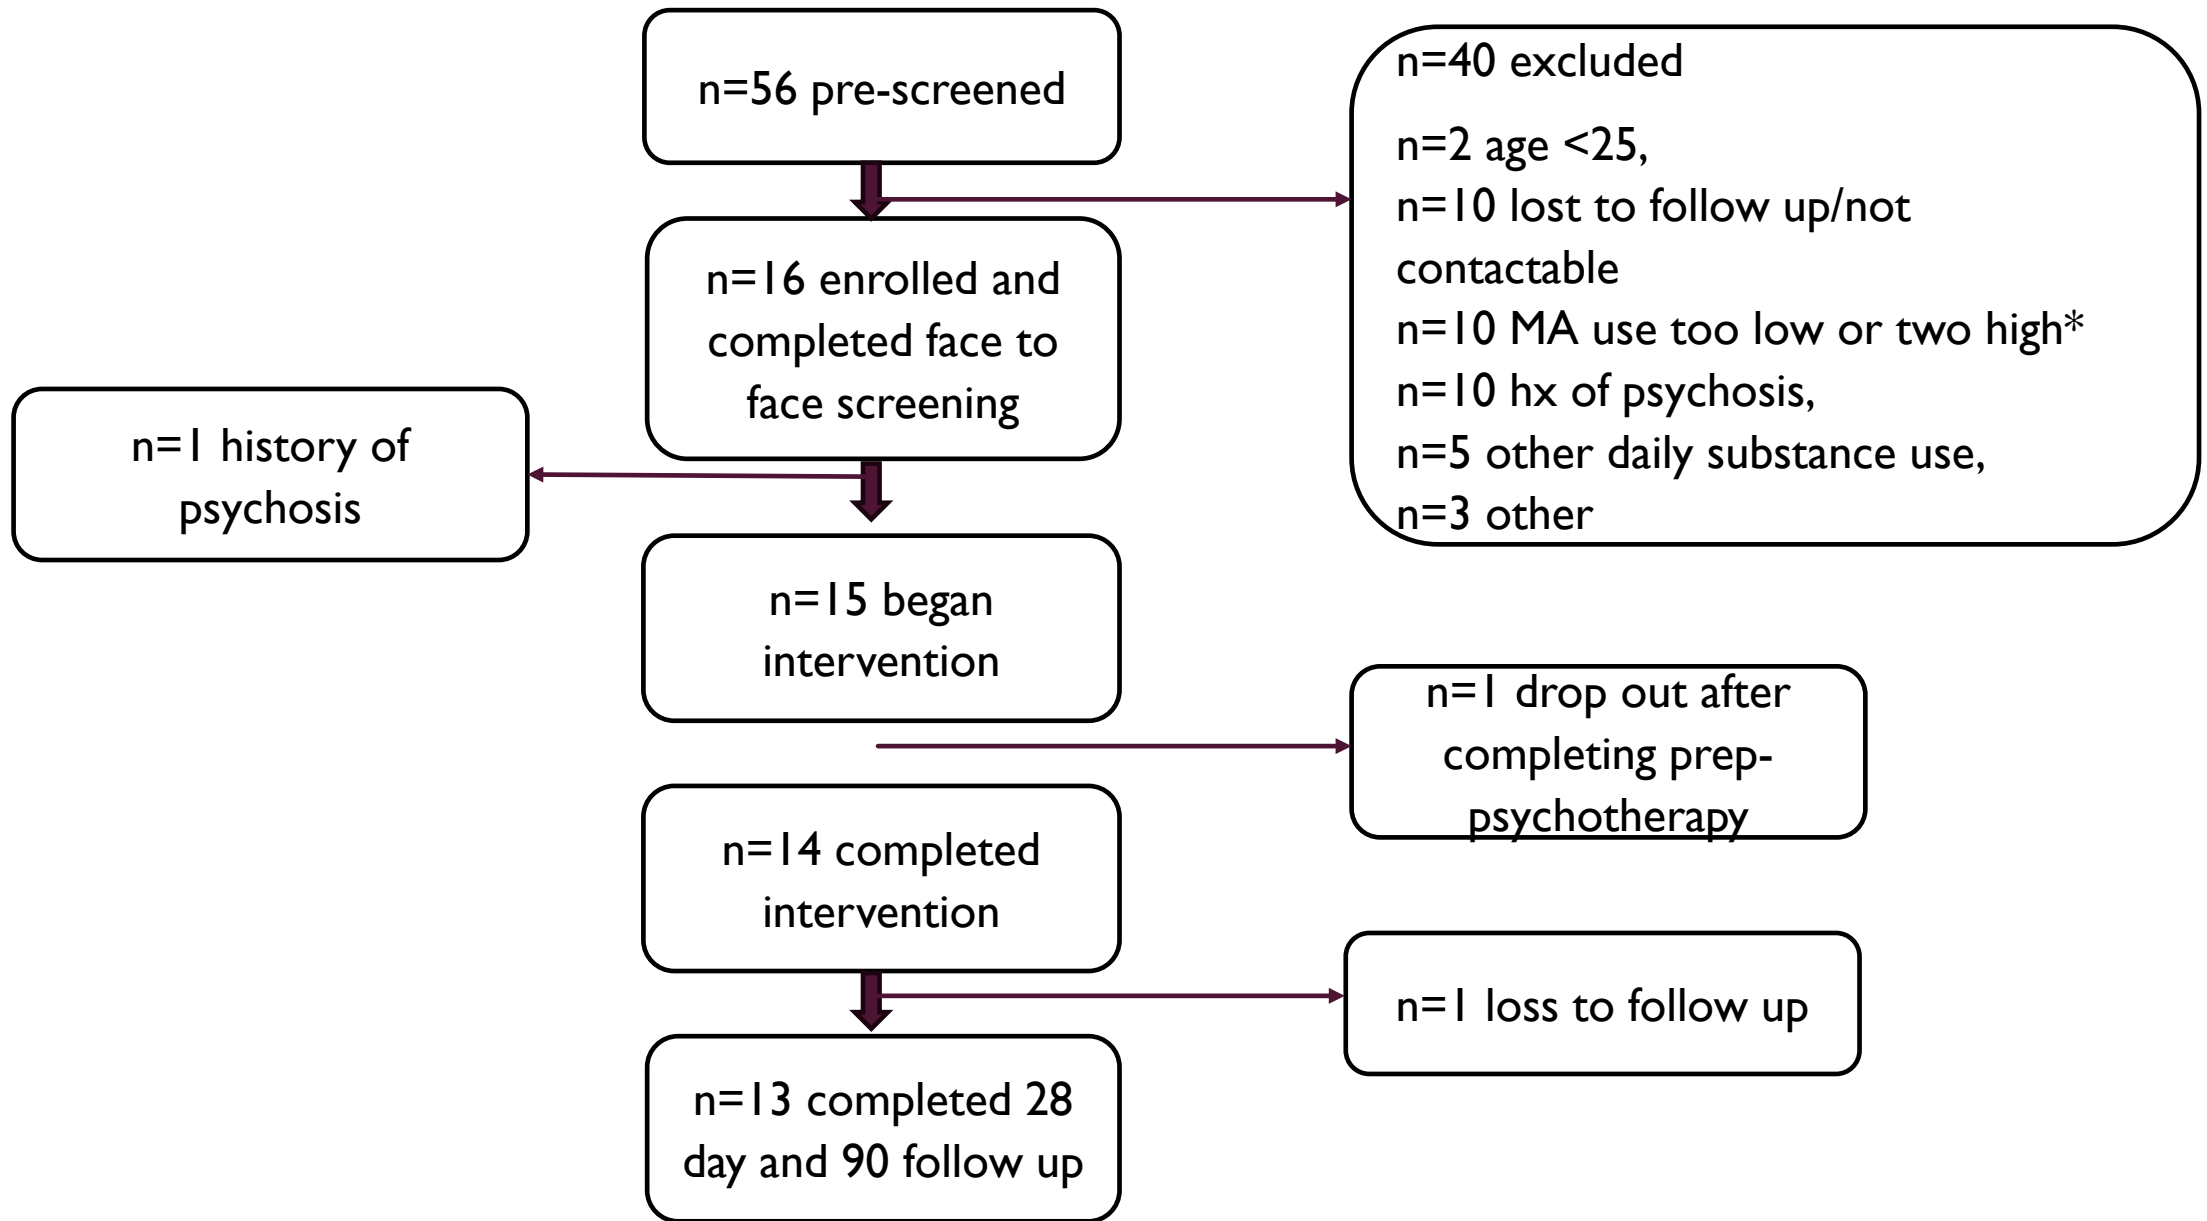 n=56 pre-screened
n=40 excluded
n=2 age <25,
n=10 lost to follow up/not
contactable
n=10 MA use too low or two high*
n=10 hx of psychosis,
n=5 other daily substance use,
n=3 other
n=16 enrolled and
completed face to
face screening
n=1 history of
psychosis
n=15 began
intervention
n=1 drop out after
completing prep-
psychotherapy
n=14 completed
intervention
n=1 loss to follow up
n=13 completed 28
day and 90 follow up